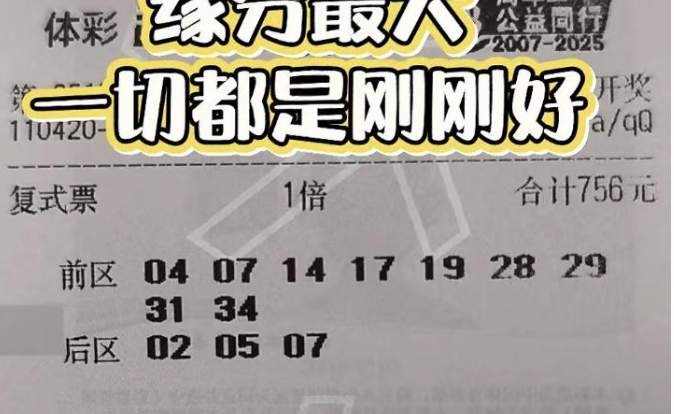 缘分最大
体彩
公益同行
2007-2025
一切都是刚刚好
第
开奖
110420-
a/qQ
复式票 1倍 合计756元
前区 04 07 14 17 19 28 29
31 34
后区 02 05 07